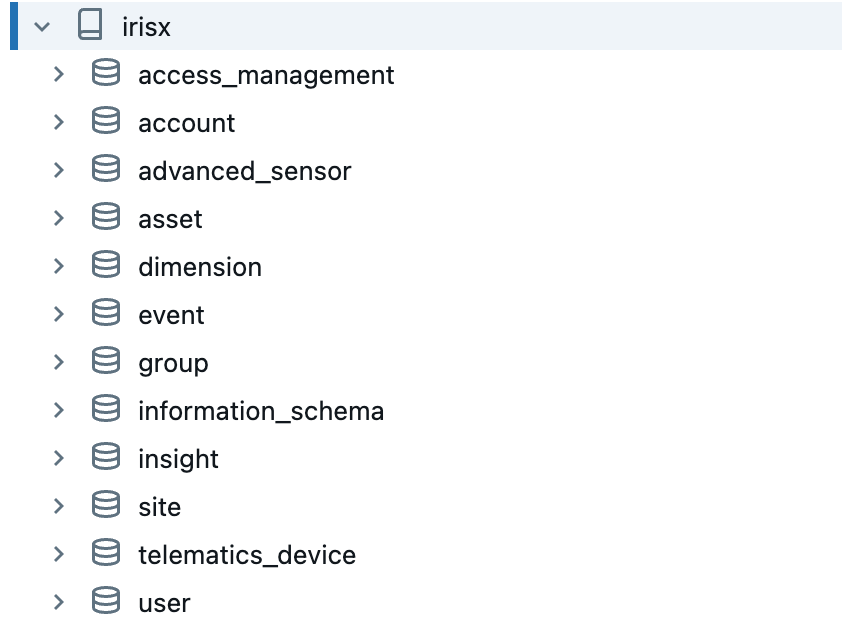 irisx
access_management
account
advanced_sensor
asset
dimension
event
group
information_schema
insight
site
telematics_device
user